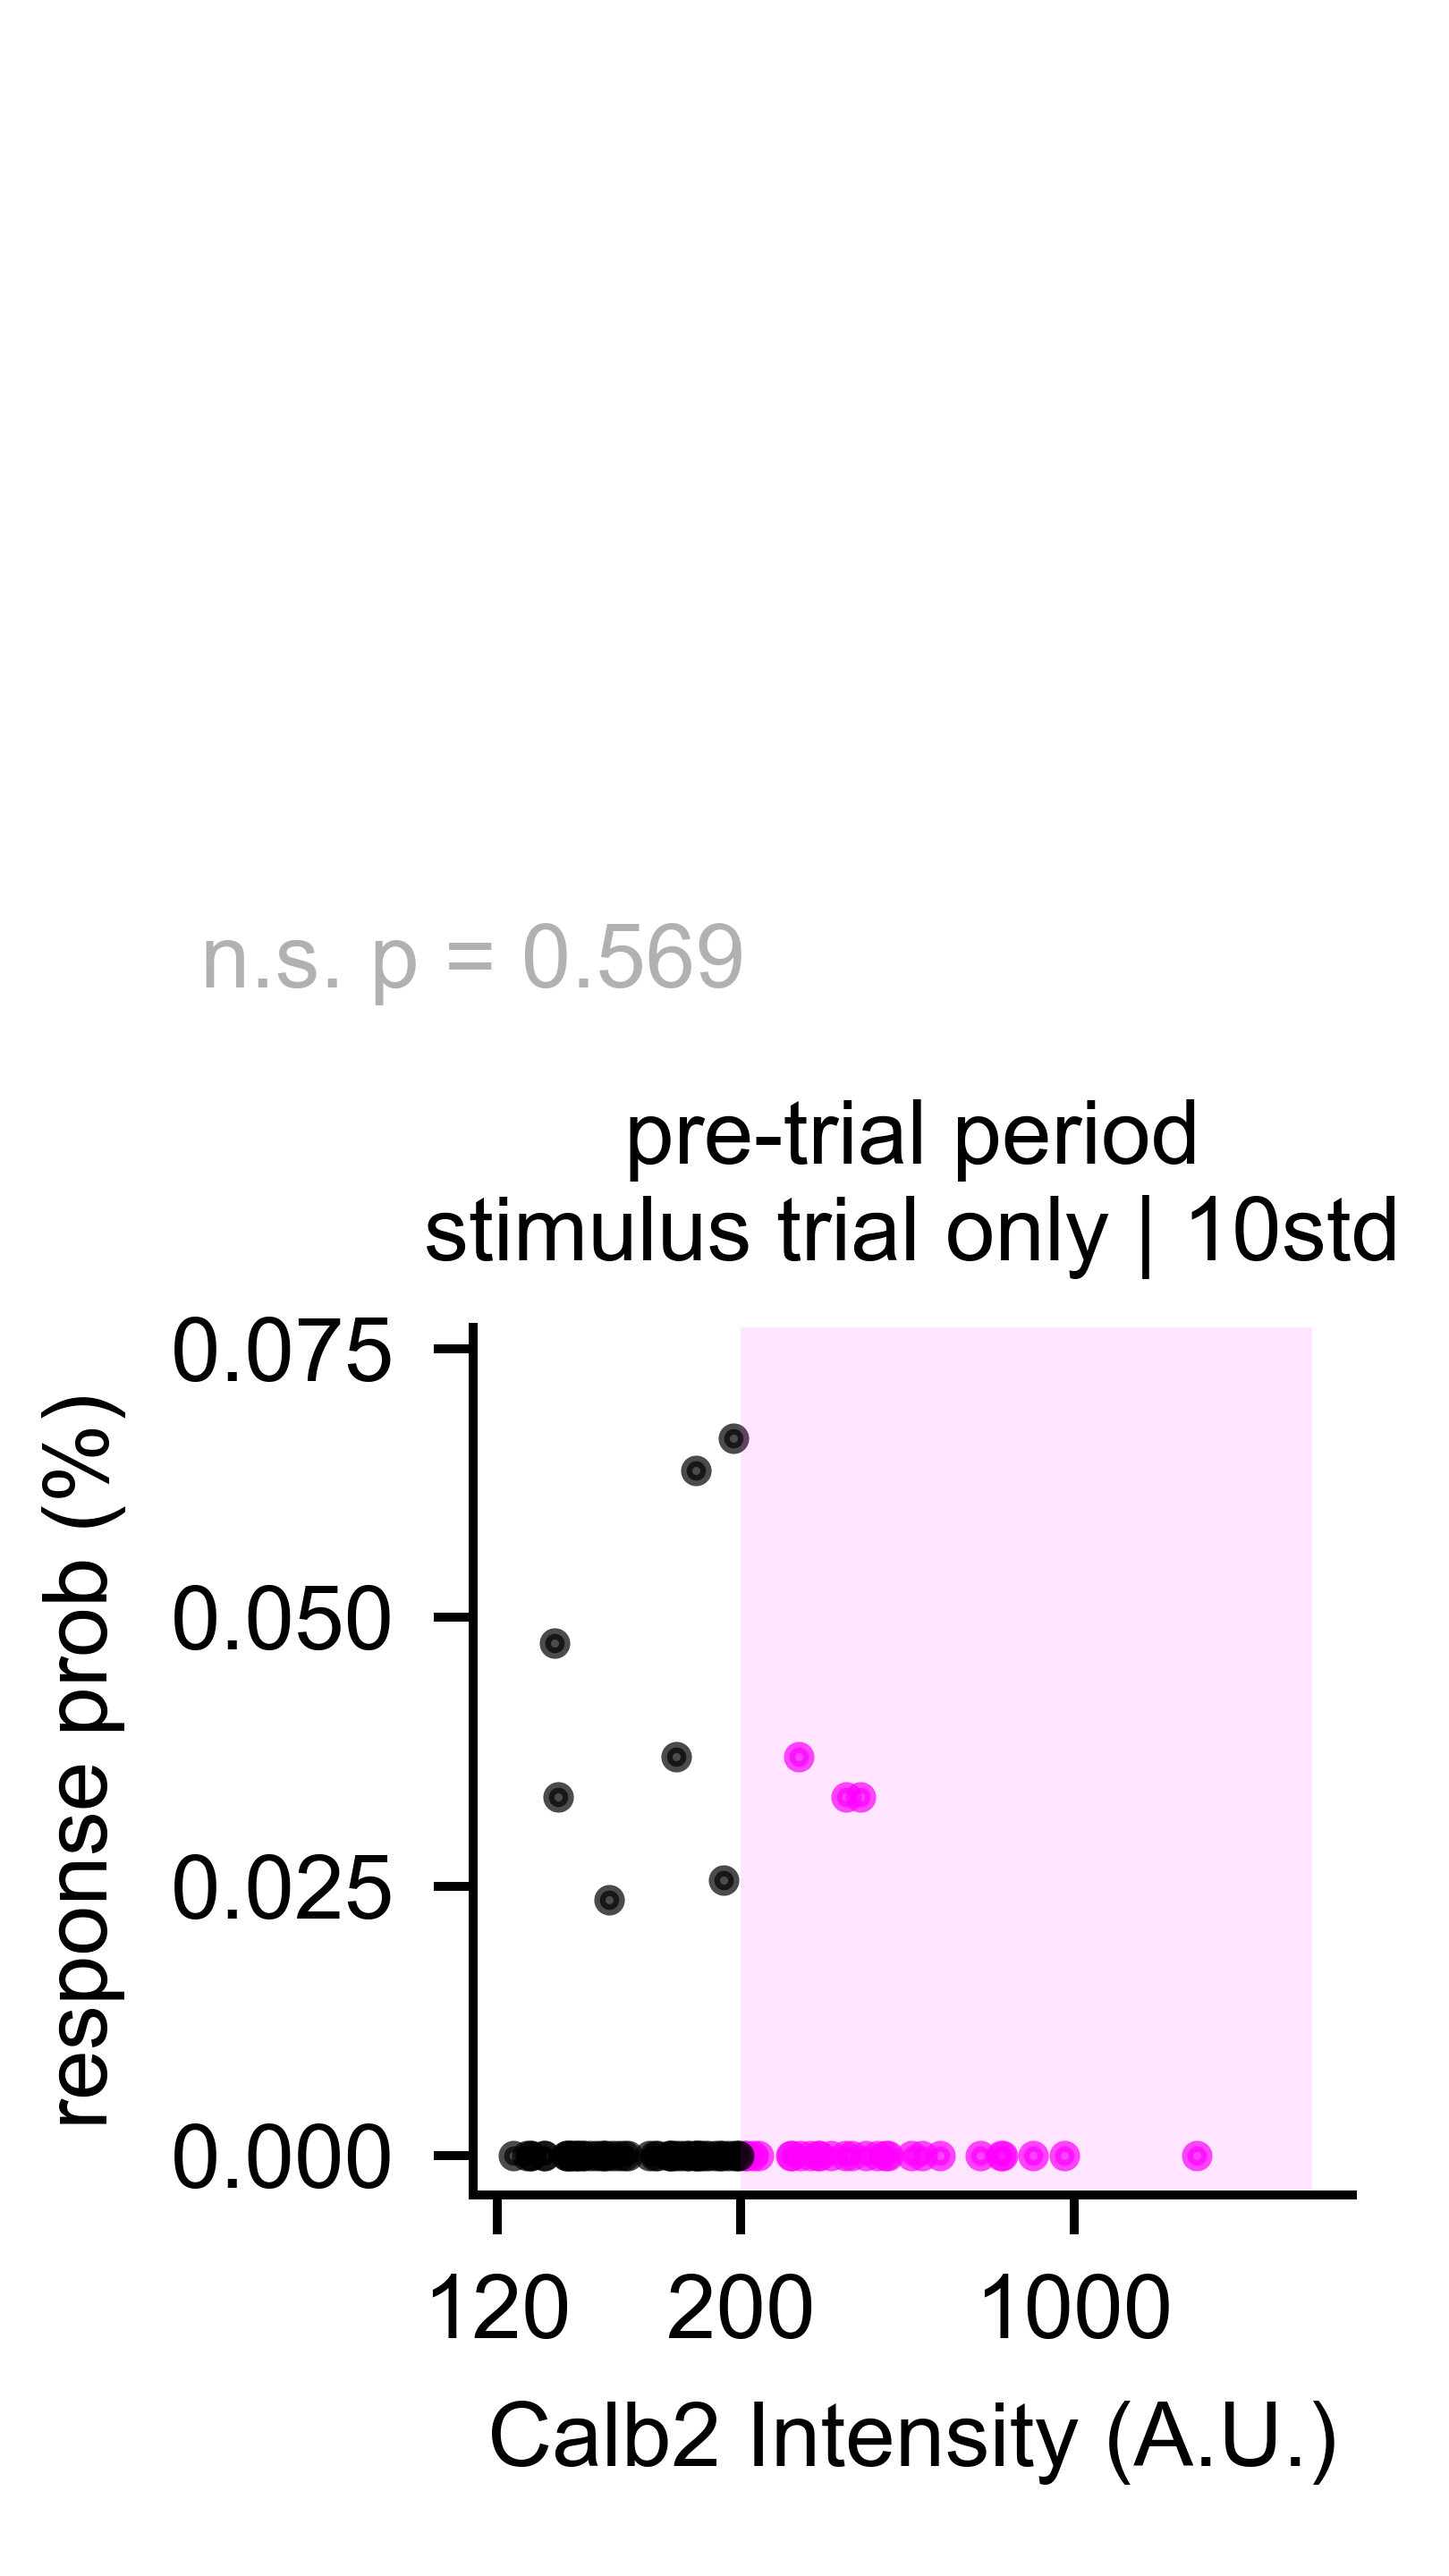 n.s. p = 0.569
pre-trial period
stimulus trial only | 10std
response prob (%)
0.075
0.050
0.025
0.000
120 200 1000
Calb2 Intensity (A.U.)